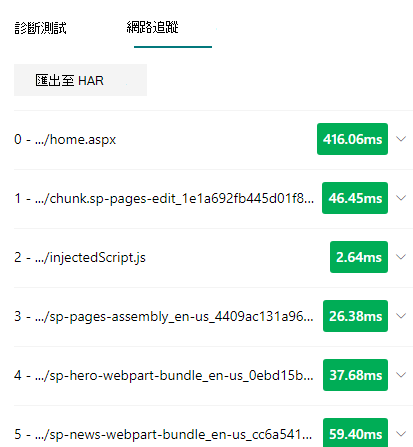 診斷測試
網路追蹤
匯出至 HAR
0 - .../home.aspx
416.06ms
1 - .../chunk.sp-pages-edit_1e1a692fb445d01f8...
46.45ms
2 - .../injectedScript.js
2.64ms
3 - .../sp-pages-assembly_en-us_4409ac131a96...
26.38ms
4 - .../sp-hero-webpart-bundle_en-us_0ebd15b...
37.68ms
5 - .../sp-news-webpart-bundle_en-us_cc6a541...
59.40ms